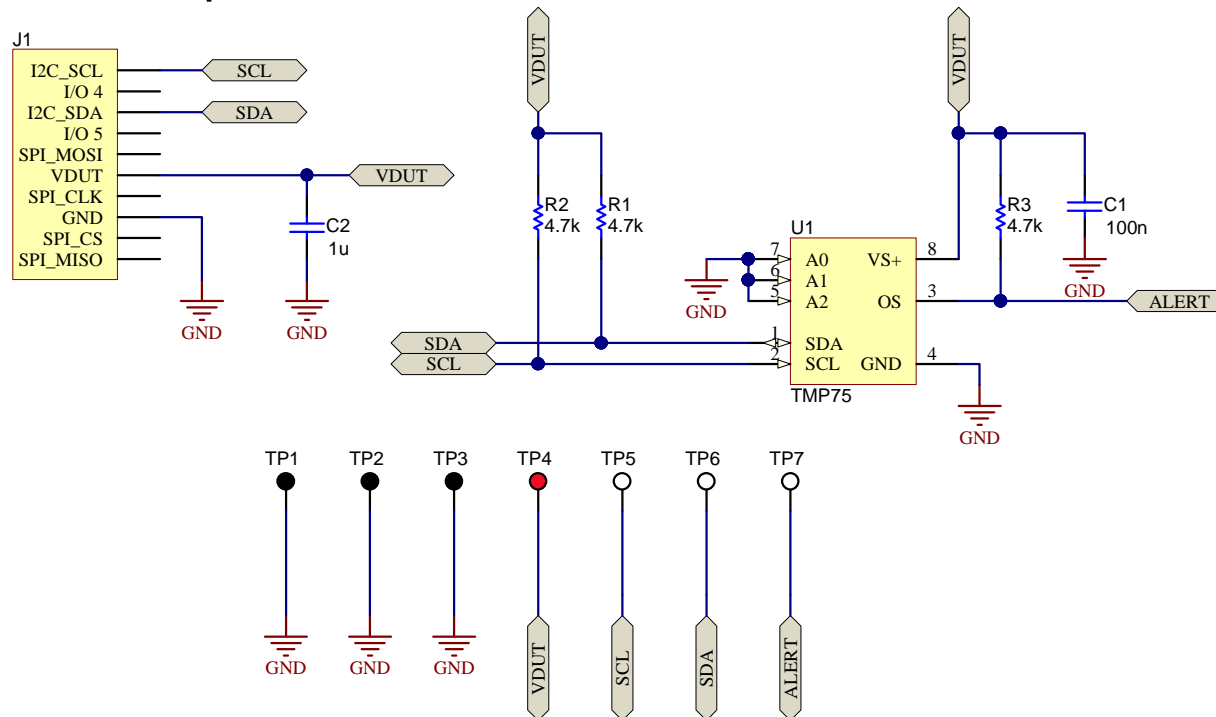 J1
I2C_SCL
I/O 4
I2C_SDA
I/O 5
SPI_MOSI
VDUT
SPI_CLK
GND
SPI_CS
SPI_MISO
SCL
SDA
VDUT
C2
1u
GND
GND
VDUT
R2
4.7k
R1
4.7k
SDA
SCL
GND
U1
7
6
5
1
2
A0
A1
A2
SDA
SCL
VS+
OS
GND
8
3
4
TMP75
VDUT
R3
4.7k
C1
100n
GND
ALERT
GND
TP1
TP2
TP3
TP4
TP5
TP6
TP7
GND
GND
GND
VDUT
SCL
SDA
ALERT